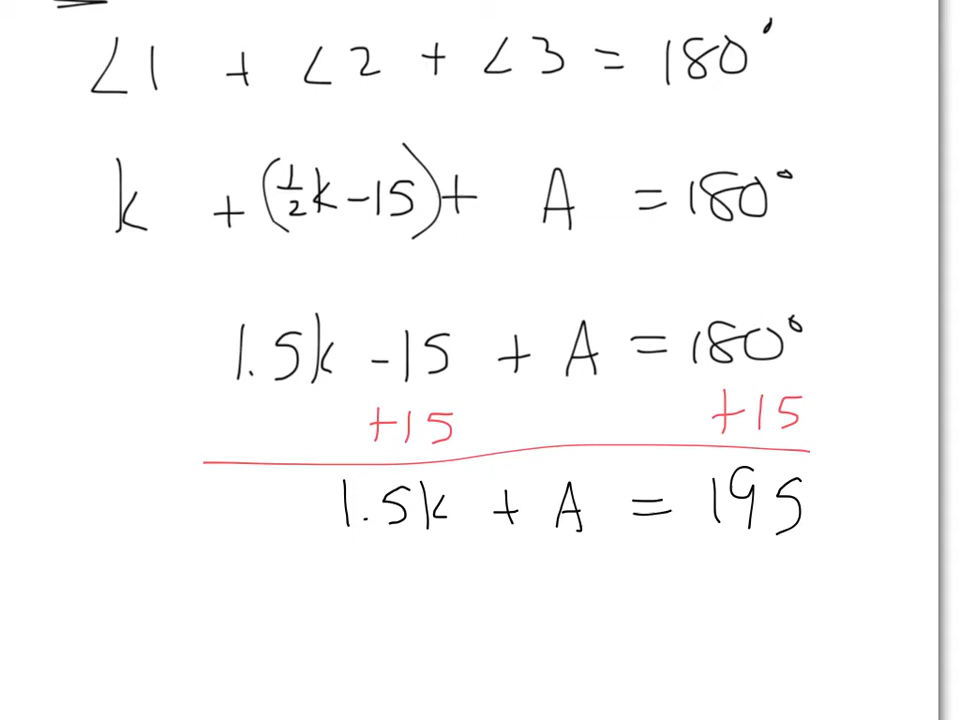 ∠1 + ∠2 + ∠3 = 180°
k + (½k-15) + A = 180°
1.5k - 15 + A = 180°
+15 +15
1.5k + A = 195